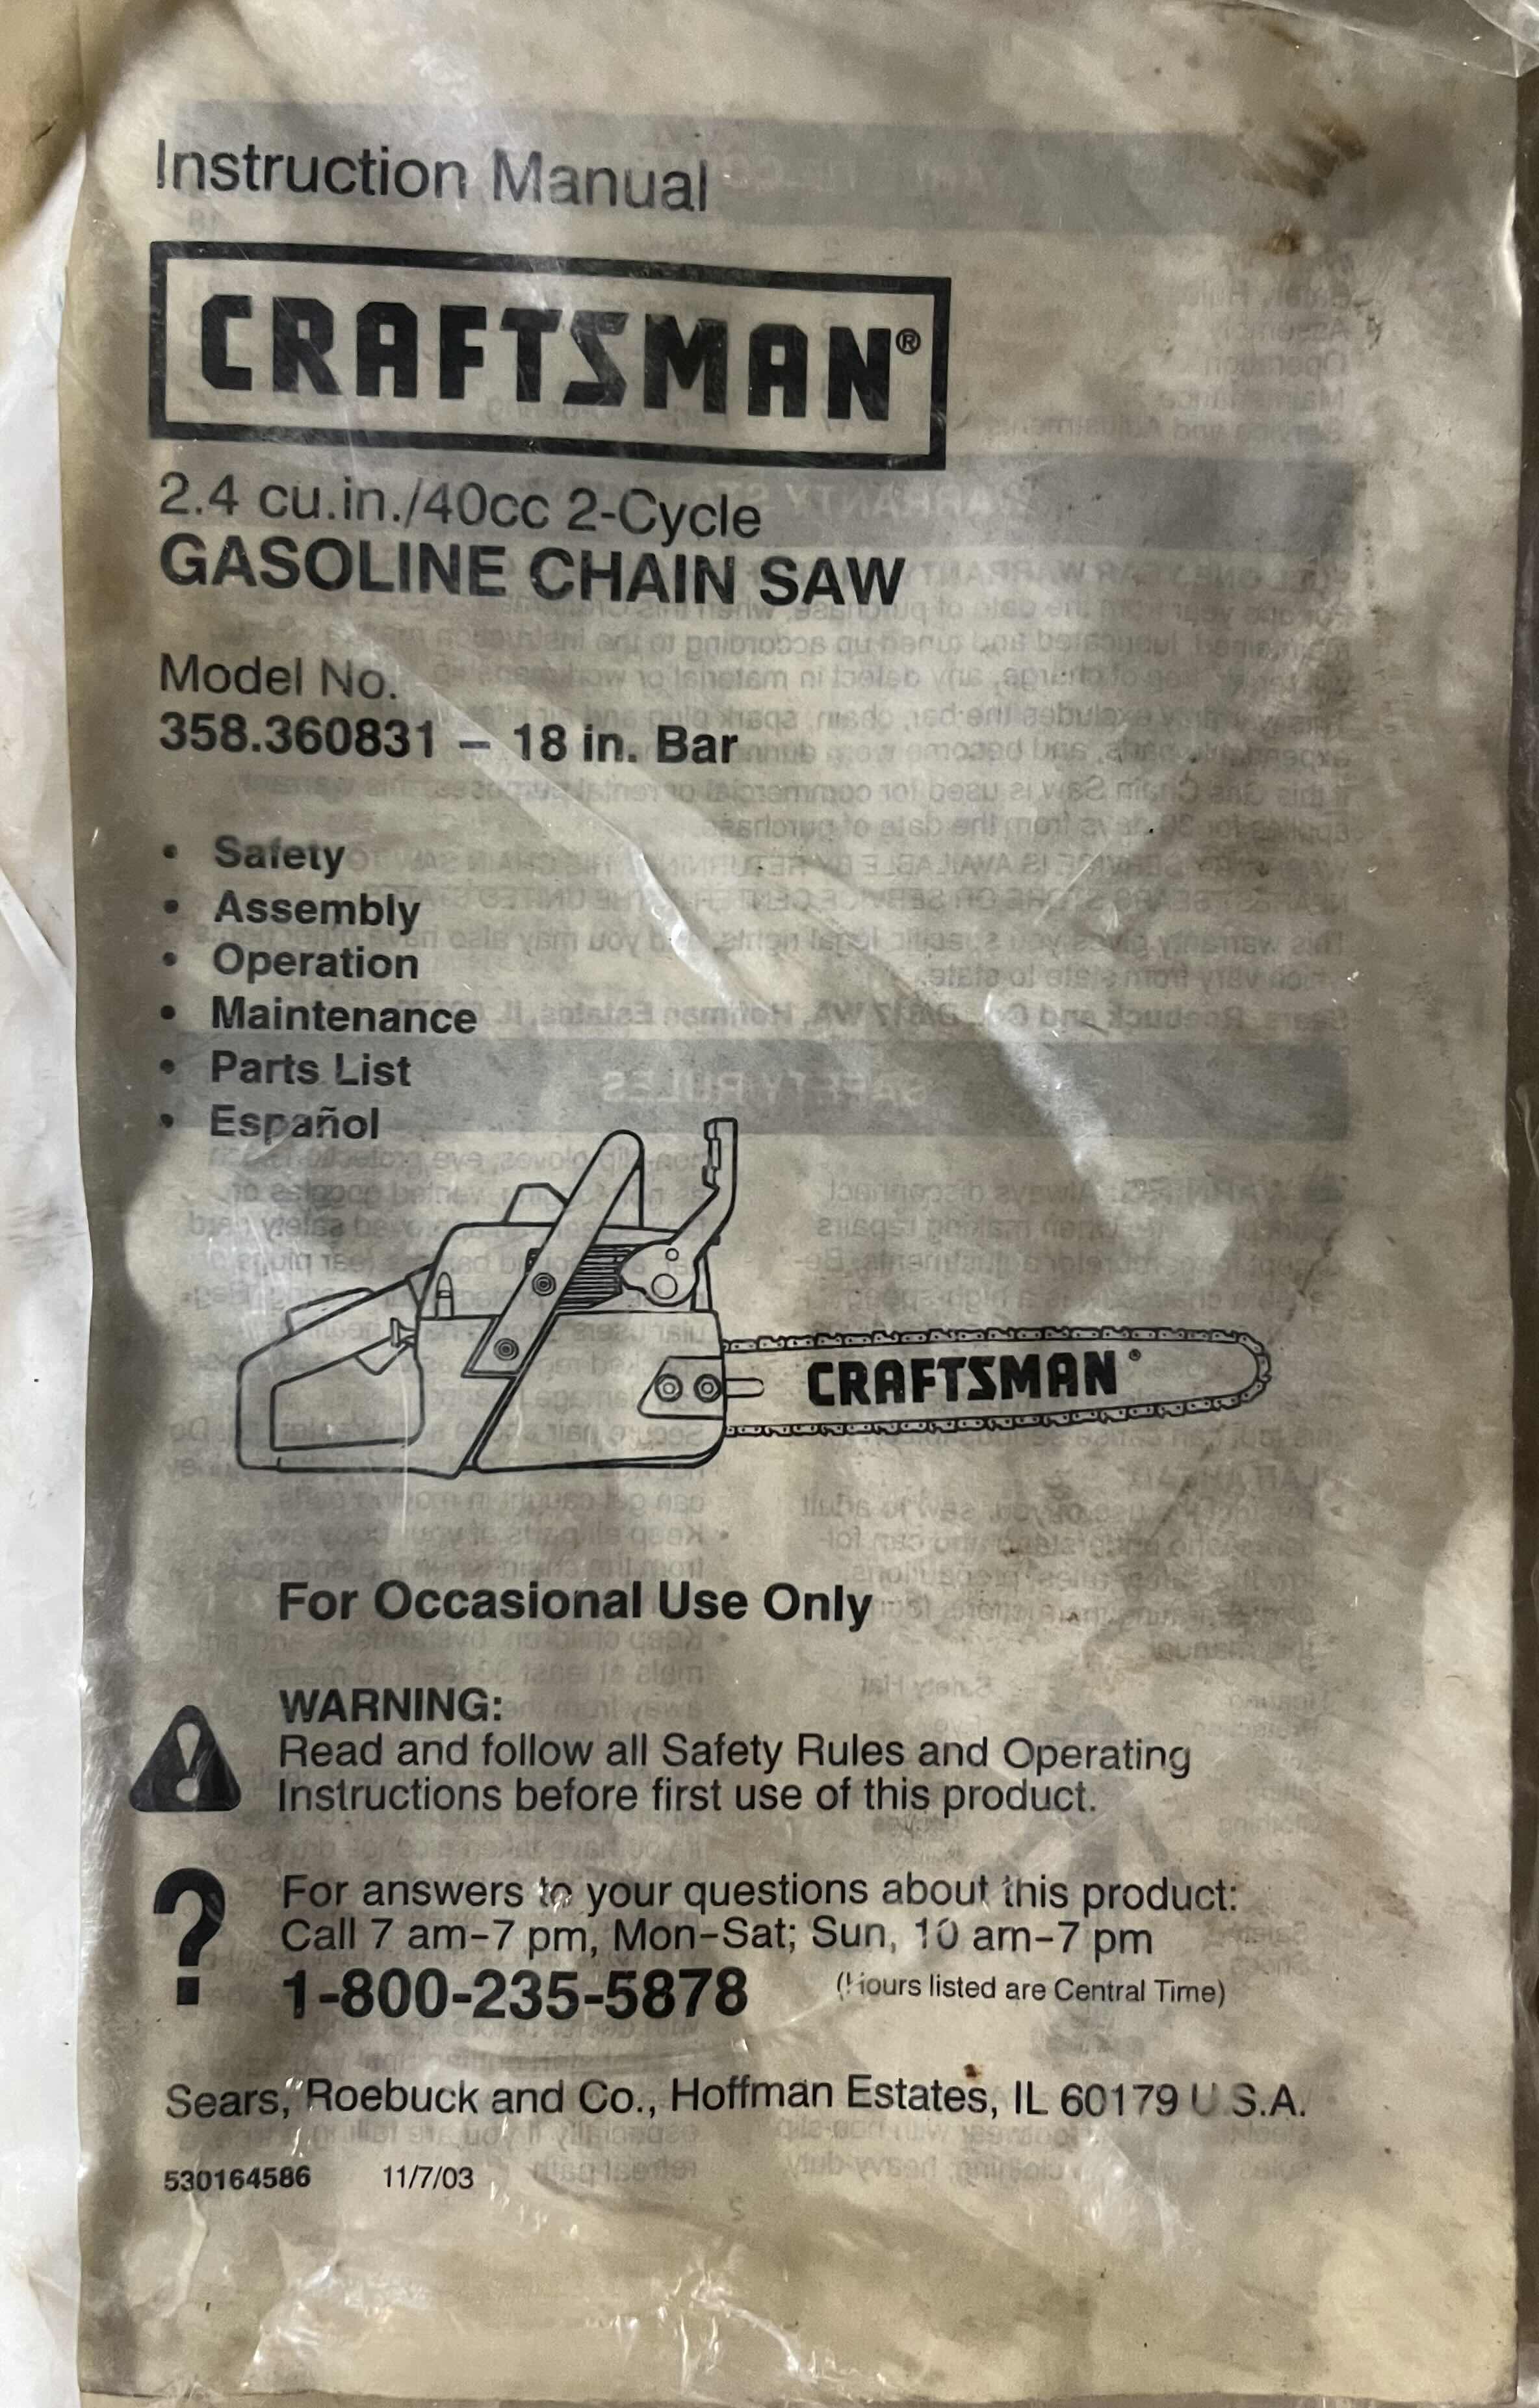 Instruction Manual
CRAFTSMAN®
2.4 cu.in./40cc 2-Cycle
GASOLINE CHAIN SAW
Model No.
358.360831 – 18 in. Bar
• Safety
• Assembly
• Operation
• Maintenance
• Parts List
• Español
CRAFTSMAN®
For Occasional Use Only
WARNING:
Read and follow all Safety Rules and Operating
Instructions before first use of this product.
? For answers to your questions about this product:
Call 7 am–7 pm, Mon–Sat; Sun, 10 am–7 pm
1-800-235-5878 (Hours listed are Central Time)
Sears, Roebuck and Co., Hoffman Estates, IL 60179 U.S.A.
530164586 11/7/03